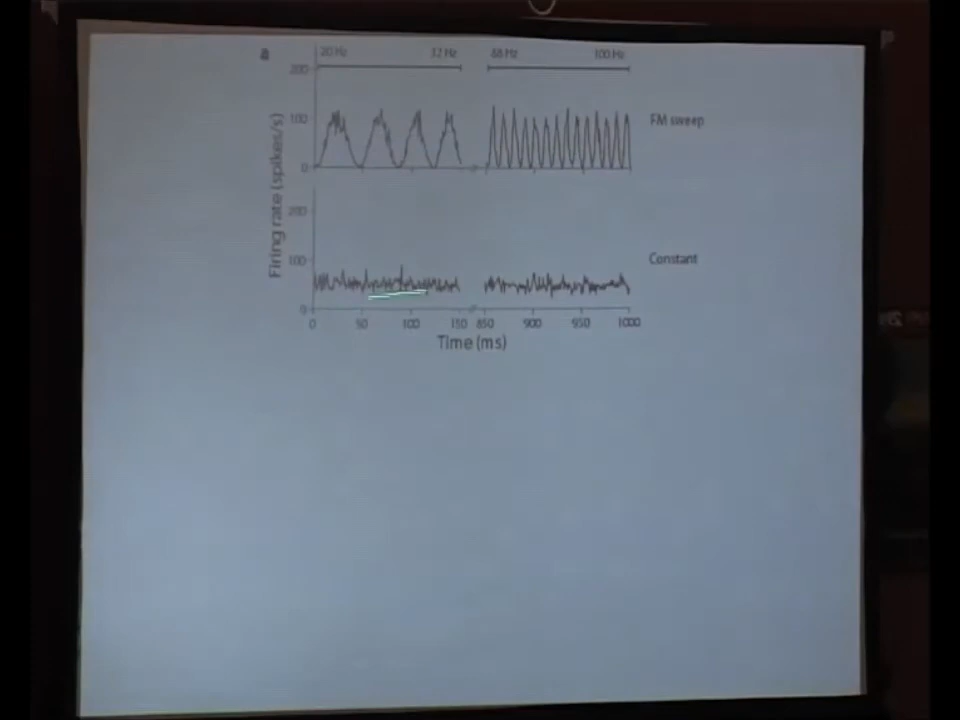 a
20 Hz 32 Hz 68 Hz 100 Hz
200
100
0
FM sweep
Firing rate (spikes/s)
200
100
0
Constant
0 50 100 150 850 900 950 1000
Time (ms)